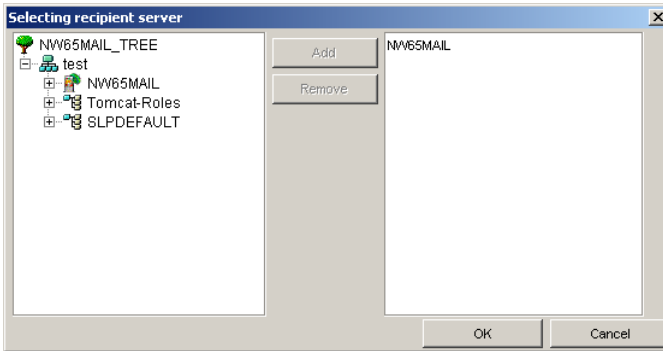 Selecting recipient server
NW65MAIL_TREE
test
NW65MAIL
Tomcat-Roles
SLPDEFAULT
Add
Remove
NW65MAIL
OK
Cancel